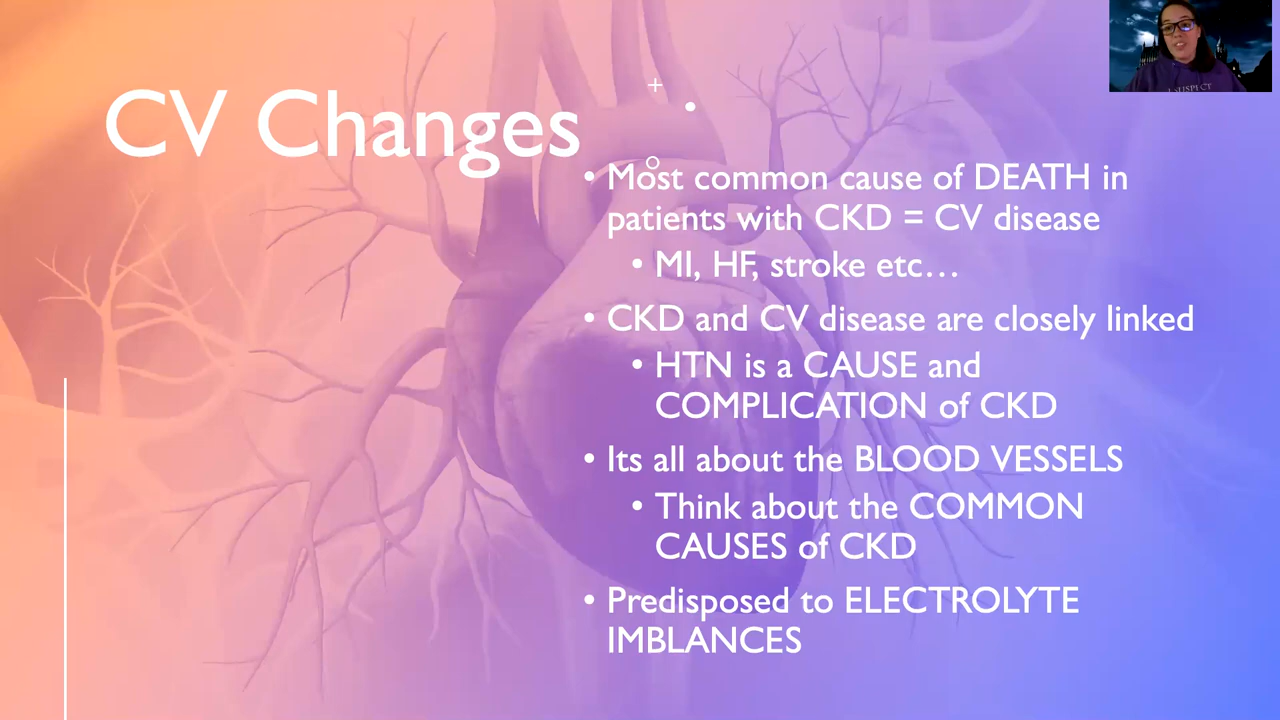 CV Changes
• Most common cause of DEATH in
patients with CKD = CV disease
• MI, HF, stroke etc…
• CKD and CV disease are closely linked
• HTN is a CAUSE and
COMPLICATION of CKD
• Its all about the BLOOD VESSELS
• Think about the COMMON
CAUSES of CKD
• Predisposed to ELECTROLYTE
IMBLANCES